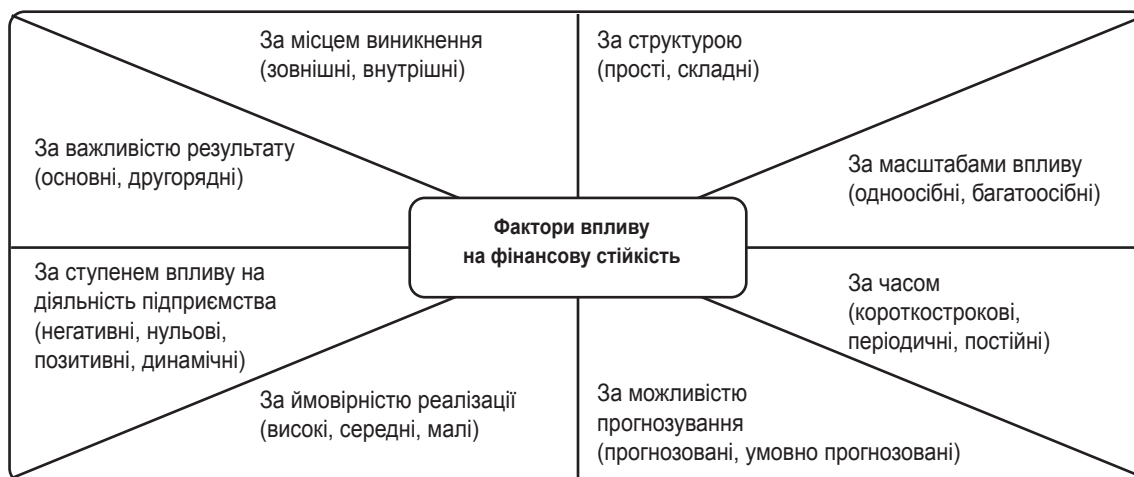 За місцем виникнення
(зовнішні, внутрішні)
За структурою
(прості, складні)
За важливістю результату
(основні, другорядні)
За масштабами впливу
(одноосібні, багатоосібні)
Фактори впливу
на фінансову стійкість
За ступенем впливу на
діяльність підприємства
(негативні, нульові,
позитивні, динамічні)
За часом
(короткострокові,
періодичні, постійні)
За ймовірністю реалізації
(високі, середні, малі)
За можливістю
прогнозування
(прогнозовані, умовно прогнозовані)